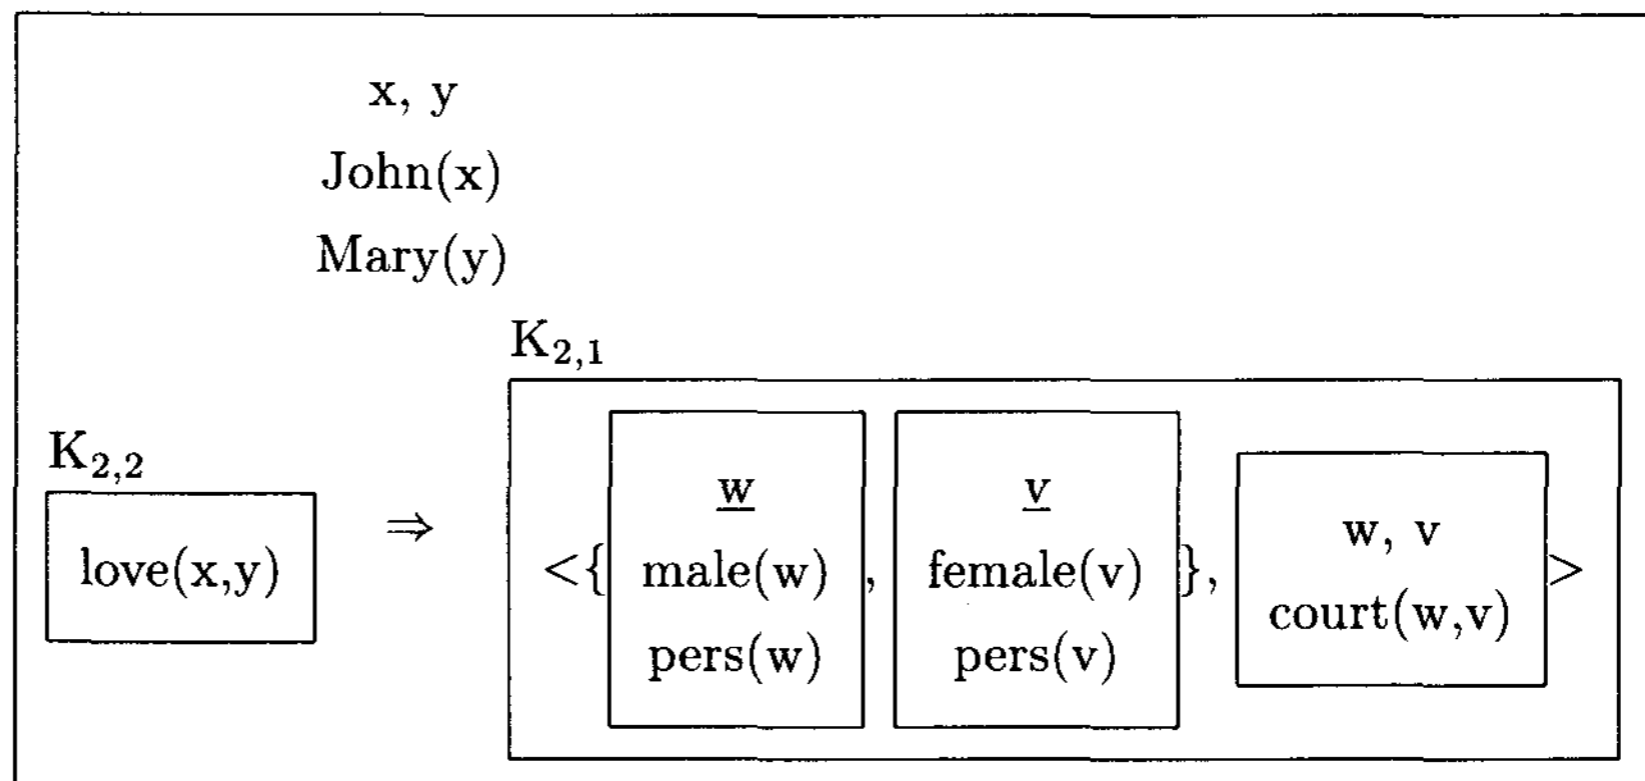 x, y
John(x)
Mary(y)
K₂,₁
K₂,₂
love(x,y)
⇒
<{
w
male(w)
pers(w)
,
v
female(v)
pers(v)
},
w, v
court(w,v)
>